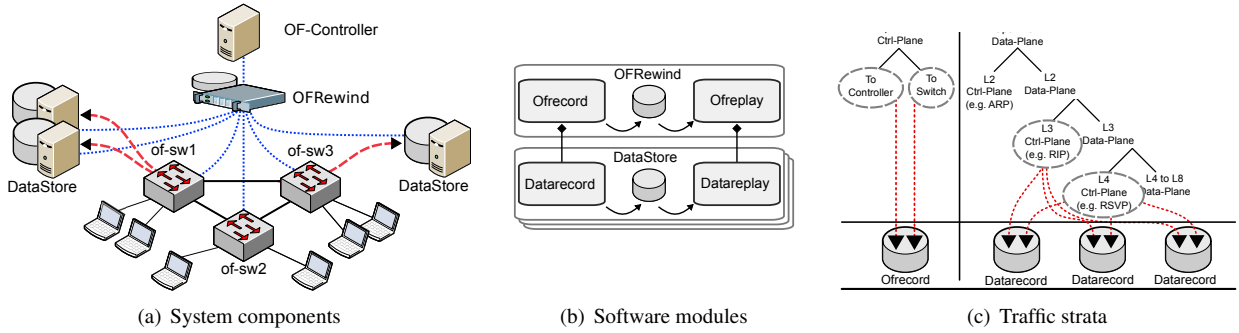 OF-Controller
OFRewind
of-sw1
of-sw3
DataStore
DataStore
of-sw2
(a) System components
OFRewind
Ofrecord
Ofreplay
DataStore
Datarecord
Datareplay
(b) Software modules
Ctrl-Plane
To
Controller
To
Switch
Data-Plane
L2
Ctrl-Plane
(e.g. ARP)
L2
Data-Plane
L3
Ctrl-Plane
(e.g. RIP)
L3
Data-Plane
L4
Ctrl-Plane
(e.g. RSVP)
L4 to L8
Data-Plane
Ofrecord
Datarecord
Datarecord
Datarecord
(c) Traffic strata